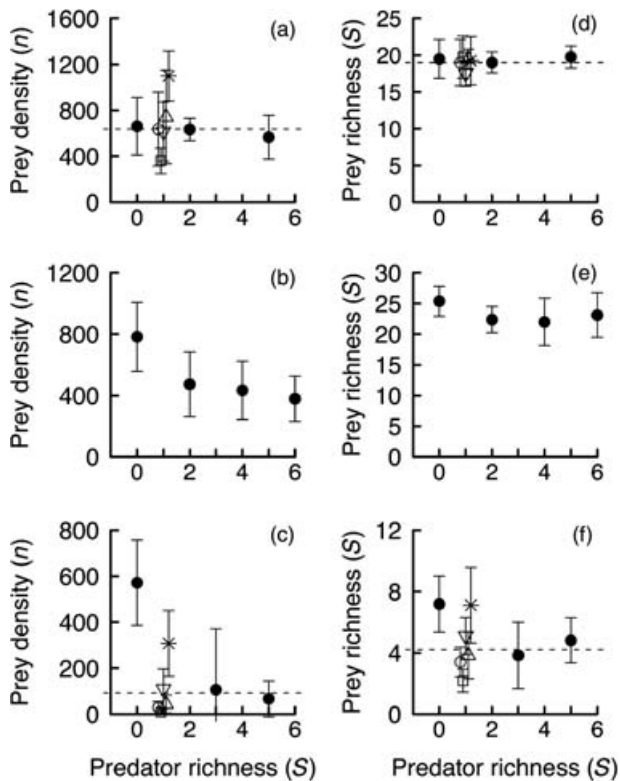 Prey density (n)
1600
1200
800
400
0
0 2 4 6
(a)
Prey richness (S)
25
20
15
10
5
0
0 2 4 6
(d)
Prey density (n)
1200
800
400
0
0 2 4 6
(b)
Prey richness (S)
30
25
20
15
10
5
0
0 2 4 6
(e)
Prey density (n)
800
600
400
200
0
0 2 4 6
(c)
Predator richness (S)
Prey richness (S)
12
8
4
0
0 2 4 6
(f)
Predator richness (S)